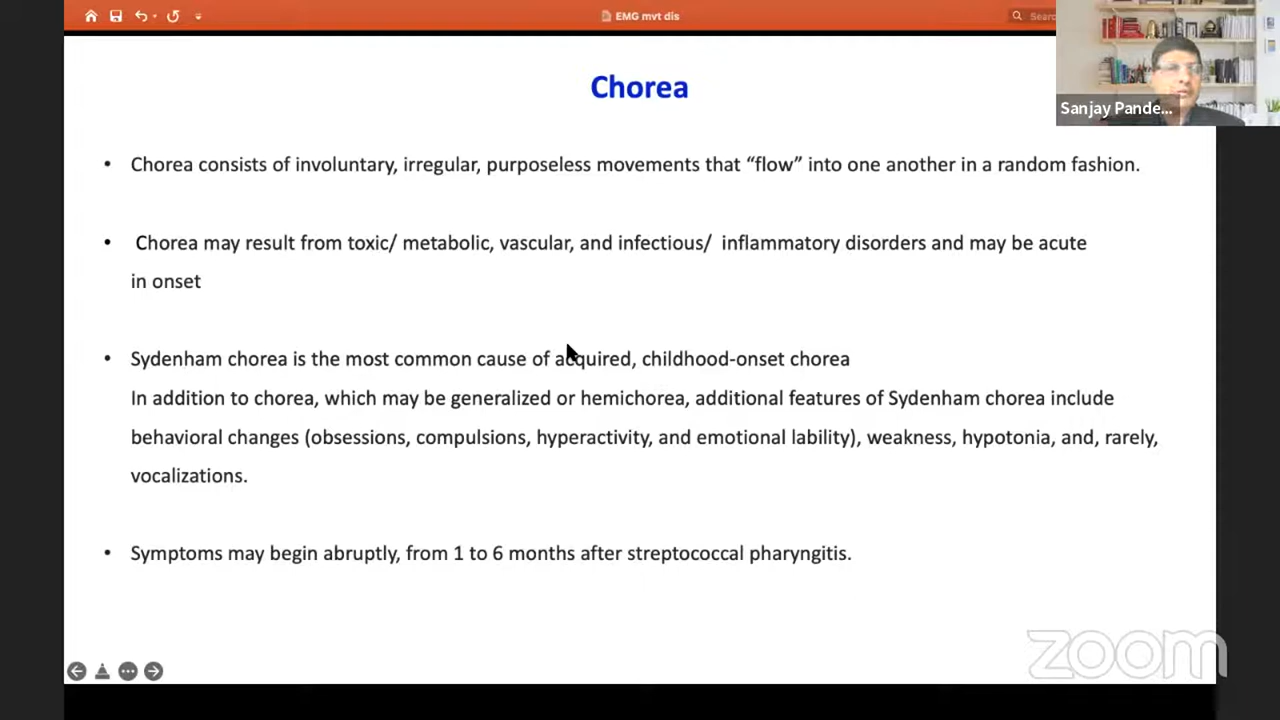 EMG mvt dis
Chorea
Sanjay Pande...
• Chorea consists of involuntary, irregular, purposeless movements that “flow” into one another in a random fashion.
• Chorea may result from toxic/ metabolic, vascular, and infectious/ inflammatory disorders and may be acute
in onset
• Sydenham chorea is the most common cause of acquired, childhood-onset chorea
In addition to chorea, which may be generalized or hemichorea, additional features of Sydenham chorea include
behavioral changes (obsessions, compulsions, hyperactivity, and emotional lability), weakness, hypotonia, and, rarely,
vocalizations.
• Symptoms may begin abruptly, from 1 to 6 months after streptococcal pharyngitis.
zoom